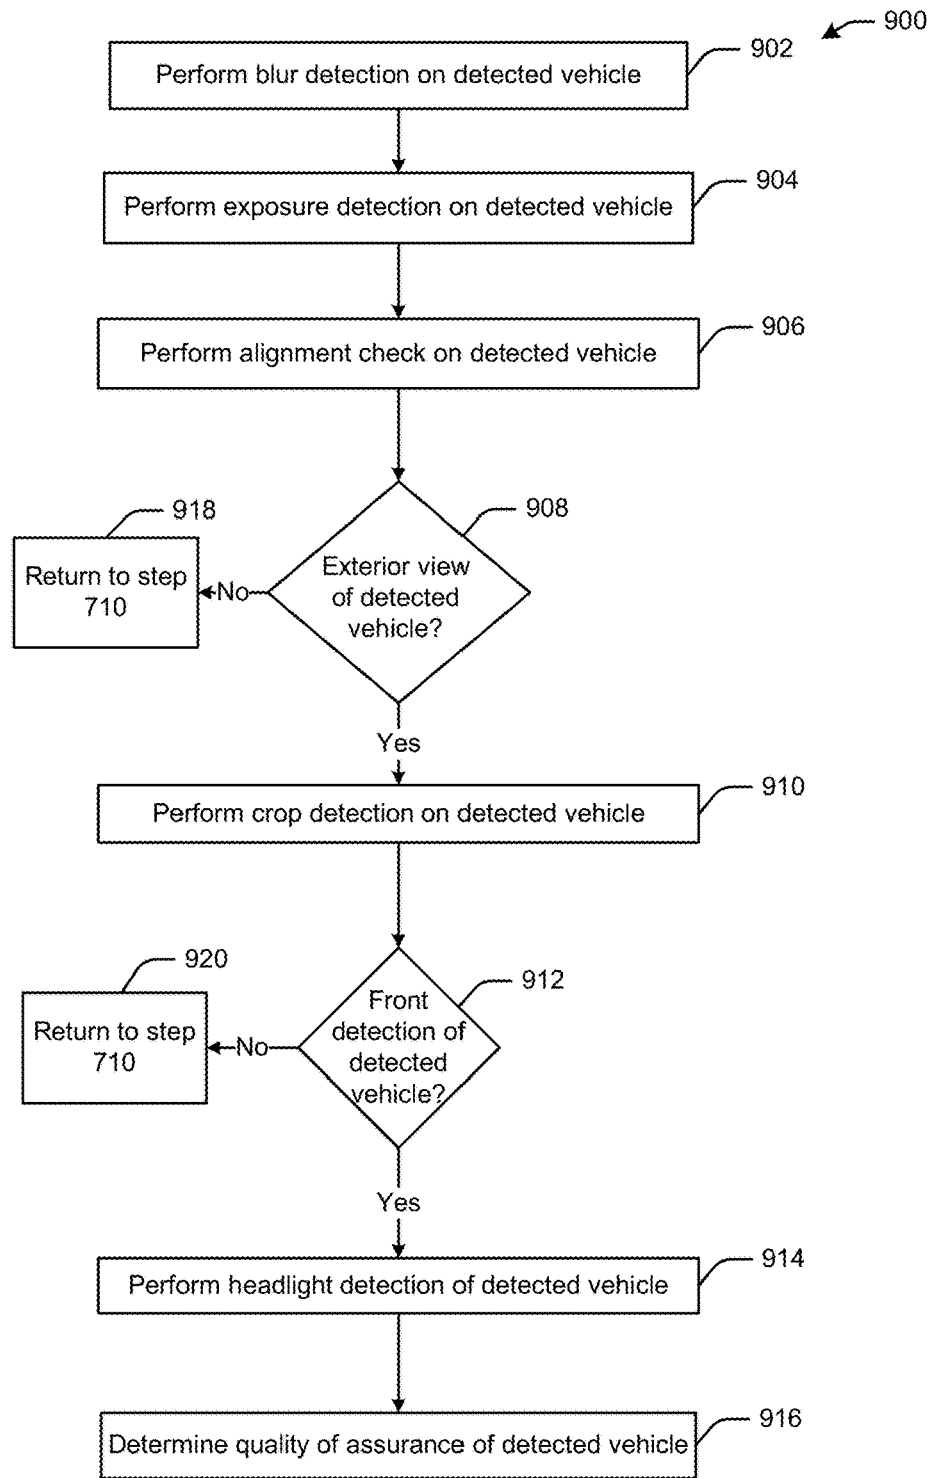 900
Perform blur detection on detected vehicle
902
Perform exposure detection on detected vehicle
904
Perform alignment check on detected vehicle
906
Exterior view
of detected
vehicle?
908
No
Return to step
710
918
Yes
Perform crop detection on detected vehicle
910
Front
detection of
detected
vehicle?
912
No
Return to step
710
920
Yes
Perform headlight detection of detected vehicle
914
Determine quality of assurance of detected vehicle
916